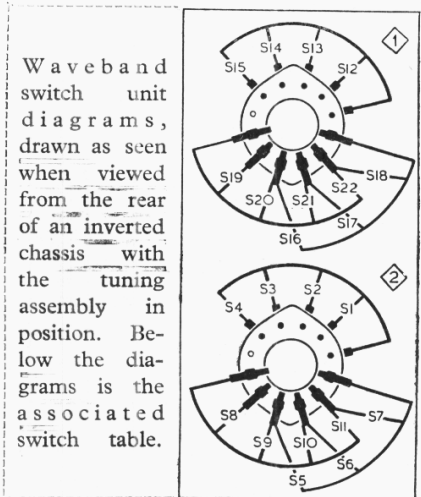 Waveband
switch unit
diagrams,
drawn as seen
when viewed
from the rear
of an inverted
chassis with
the tuning
assembly in
position. Be-
low the dia-
grams is the
associated
switch table.
1
S14 S13
S15 S12
S19 S18
S20 S21 S22
S17
S16
2
S3 S2
S4 S1
S8 S7
S9 S10 S11
S6
S5